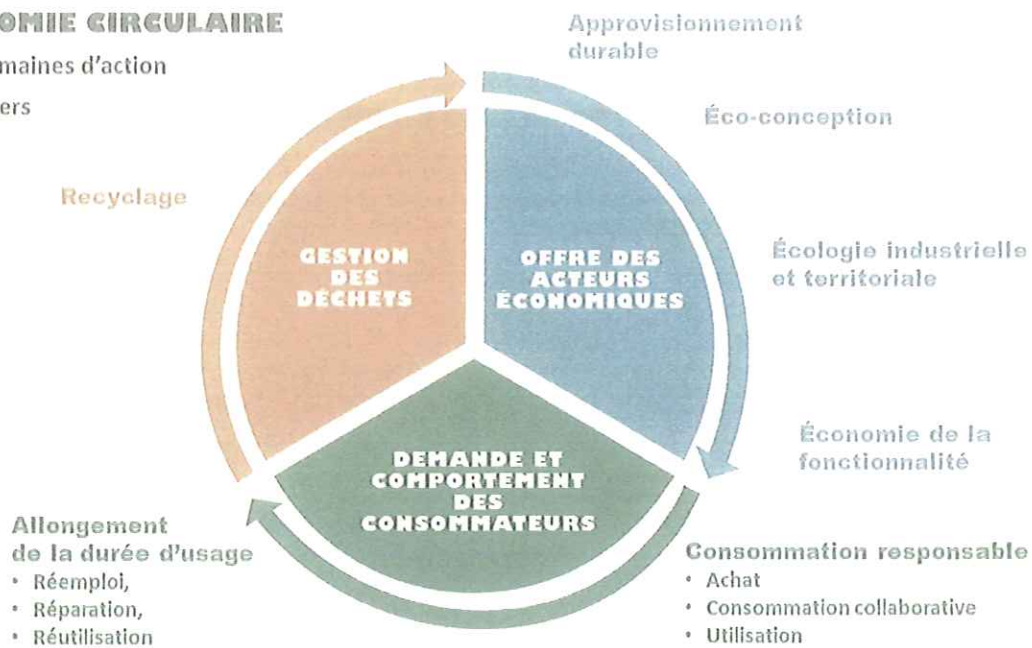 OMIE CIRCULAIRE
maines d'action
ers
Approvisionnement
durable
Éco-conception
Recyclage
Écologie industrielle
et territoriale
GESTION
DES
DÉCHETS
OFFRE DES
ACTEURS
ÉCONOMIQUES
Économie de la
fonctionnalité
DEMANDE ET
COMPORTEMENT
DES
CONSOMMATEURS
Allongement
de la durée d'usage
• Réemploi,
• Réparation,
• Réutilisation
Consommation responsable
• Achat
• Consommation collaborative
• Utilisation